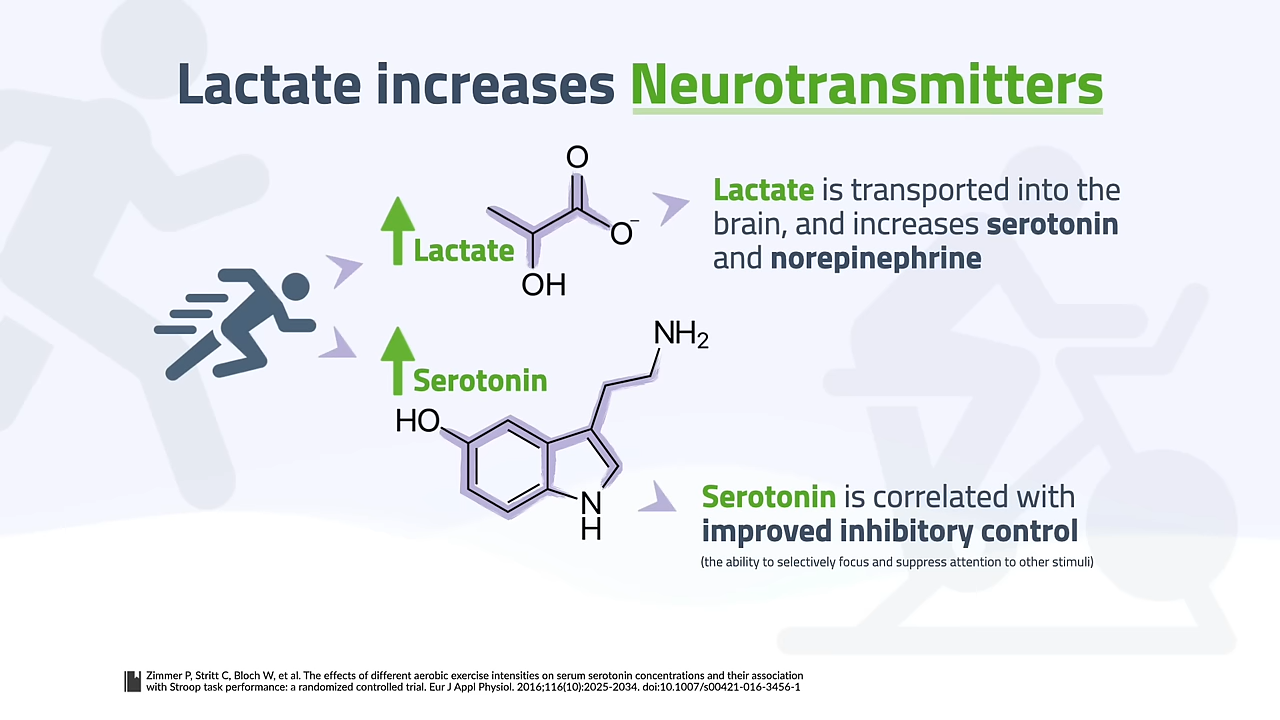 Lactate increases Neurotransmitters
O
O⁻
OH
Lactate
Lactate is transported into the
brain, and increases serotonin
and norepinephrine
NH₂
Serotonin
HO
N
H
Serotonin is correlated with
improved inhibitory control
(the ability to selectively focus and suppress attention to other stimuli)
Zimmer P, Stritt C, Bloch W, et al. The effects of different aerobic exercise intensities on serum serotonin concentrations and their association
with Stroop task performance: a randomized controlled trial. Eur J Appl Physiol. 2016;116(10):2025-2034. doi:10.1007/s00421-016-3456-1